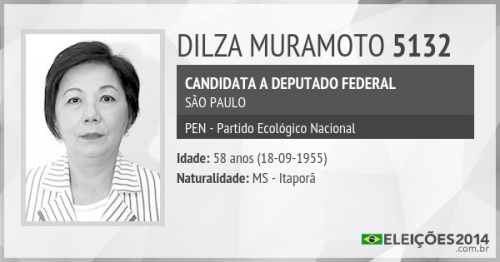 DILZA MURAMOTO 5132
CANDIDATA A DEPUTADO FEDERAL
SÃO PAULO
PEN - Partido Ecológico Nacional
Idade: 58 anos (18-09-1955)
Naturalidade: MS - Itaporã
ELEIÇÕES2014
.com.br